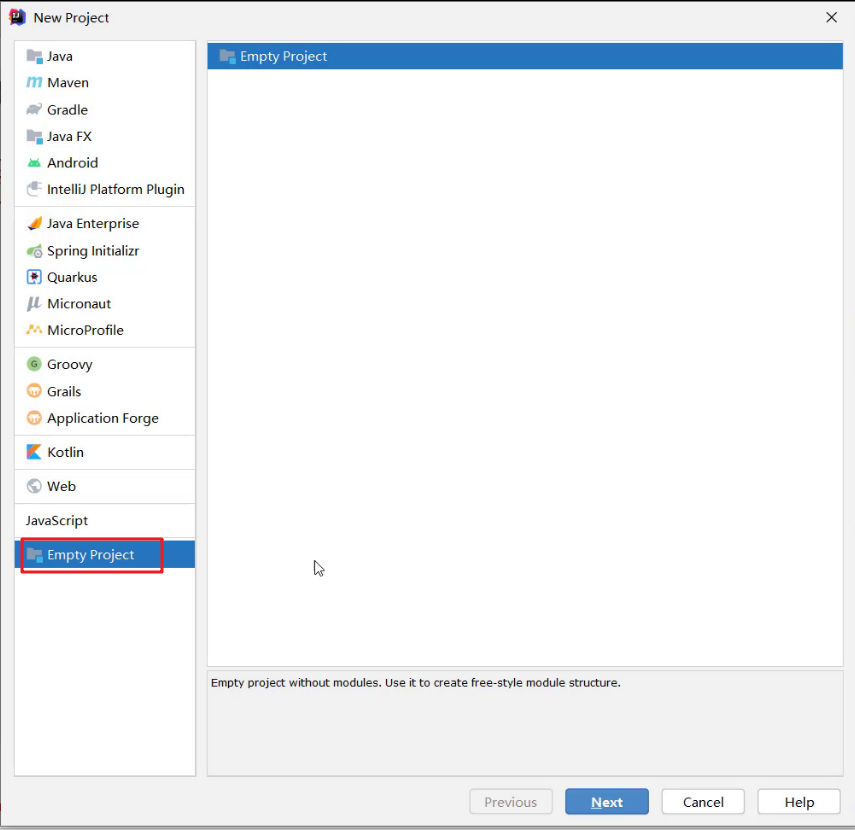 New Project
Java
Maven
Gradle
Java FX
Android
IntelliJ Platform Plugin
Java Enterprise
Spring Initializr
Quarkus
Micronaut
MicroProfile
Groovy
Grails
Application Forge
Kotlin
Web
JavaScript
Empty Project
Empty Project
Empty project without modules. Use it to create free-style module structure.
Previous
Next
Cancel
Help